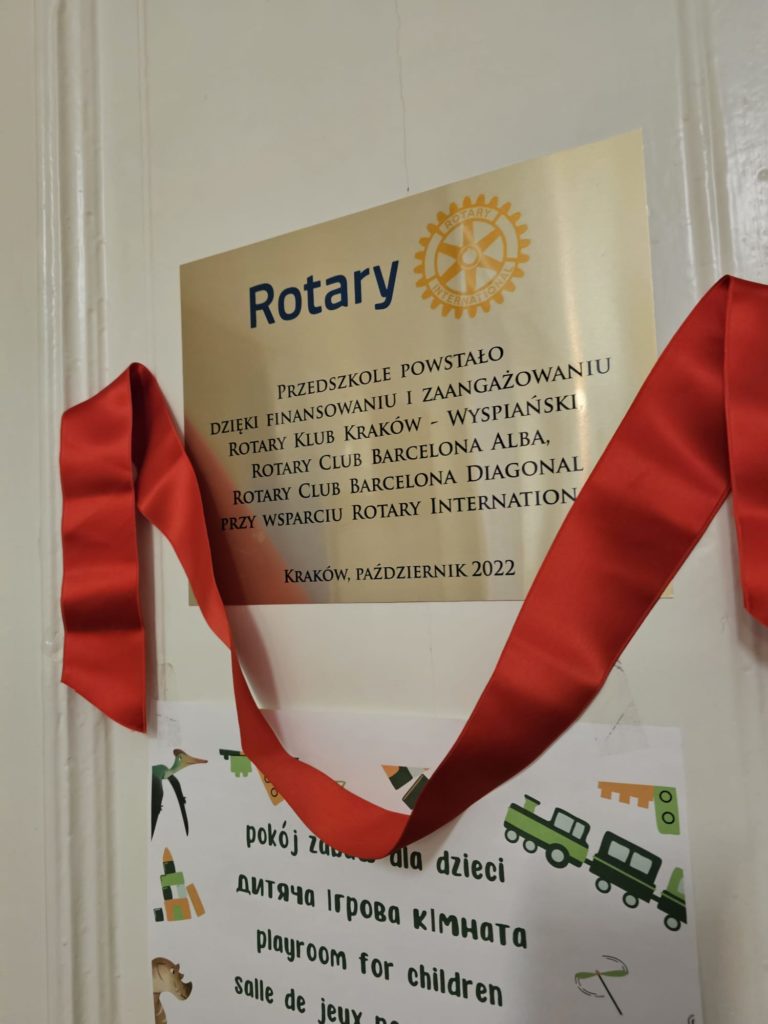 Rotary
ROTARY
INTERNATIONAL
PRZEDSZKOLE POWSTAŁO
DZIĘKI FINANSOWANIU I ZAANGAŻOWANIU
ROTARY KLUB KRAKÓW - WYSPIAŃSKI,
ROTARY CLUB BARCELONA ALBA,
ROTARY CLUB BARCELONA DIAGONAL
PRZY WSPARCIU ROTARY INTERNATION
KRAKÓW, PAŹDZIERNIK 2022
pokój dla dzieci
дитяча ігрова кімната
playroom for children
salle de jeux